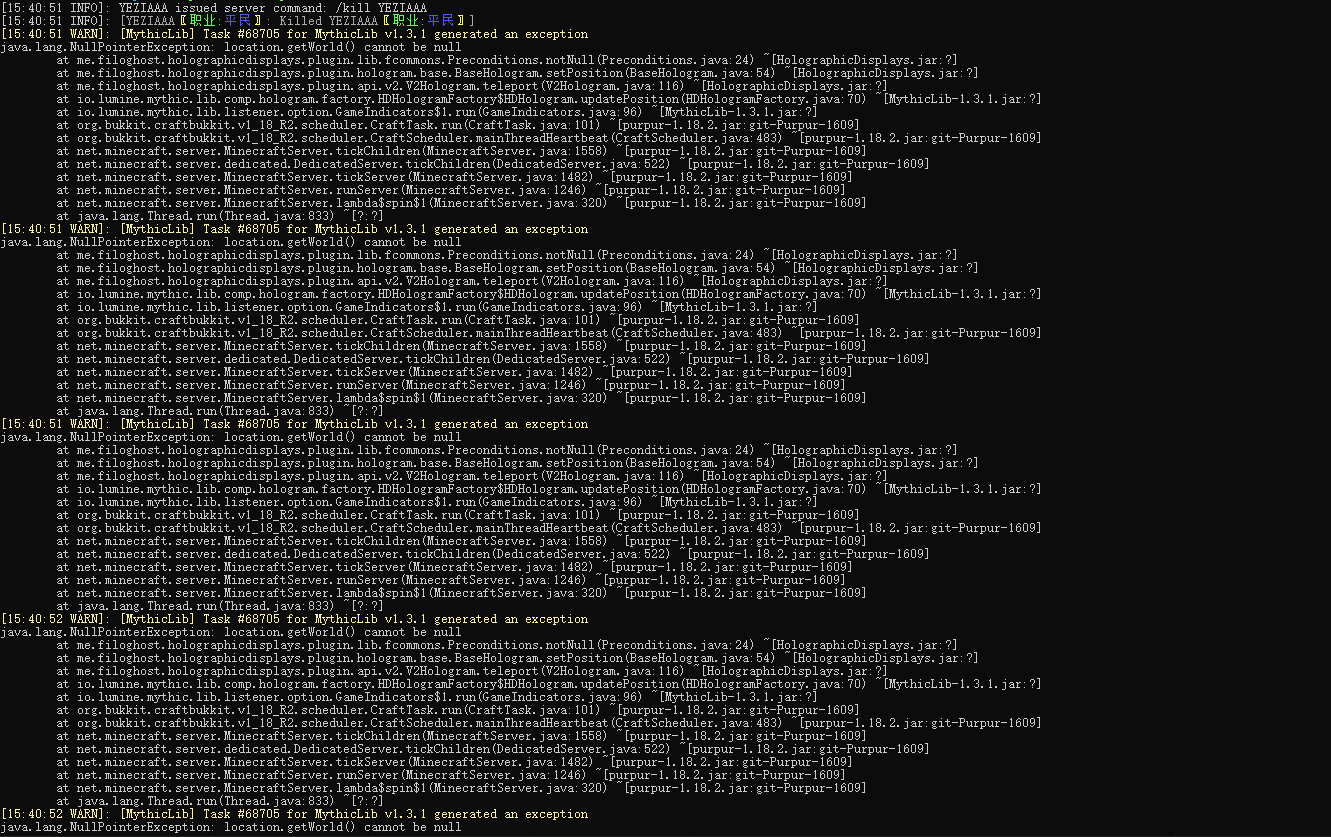 [15:40:51 INFO]: YEZIAAA issued server command: /kill YEZIAAA
[15:40:51 INFO]: [YEZIAAA〖职业:平民〗: Killed YEZIAAA〖职业:平民〗]
[15:40:51 WARN]: [MythicLib] Task #68705 for MythicLib v1.3.1 generated an exception
java.lang.NullPointerException: location.getWorld() cannot be null
        at me.filoghost.holographicdisplays.plugin.lib.fcommons.Preconditions.notNull(Preconditions.java:24) ~[HolographicDisplays.jar:?]
        at me.filoghost.holographicdisplays.plugin.hologram.base.BaseHologram.setPosition(BaseHologram.java:54) ~[HolographicDisplays.jar:?]
        at me.filoghost.holographicdisplays.plugin.api.v2.V2Hologram.teleport(V2Hologram.java:116) ~[HolographicDisplays.jar:?]
        at io.lumine.mythic.lib.comp.hologram.factory.HDHologramFactory$HDHologram.updatePosition(HDHologramFactory.java:70) ~[MythicLib-1.3.1.jar:?]
        at io.lumine.mythic.lib.listener.option.GameIndicators$1.run(GameIndicators.java:96) ~[MythicLib-1.3.1.jar:?]
        at org.bukkit.craftbukkit.v1_18_R2.scheduler.CraftTask.run(CraftTask.java:101) ~[purpur-1.18.2.jar:git-Purpur-1609]
        at org.bukkit.craftbukkit.v1_18_R2.scheduler.CraftScheduler.mainThreadHeartbeat(CraftScheduler.java:483) ~[purpur-1.18.2.jar:git-Purpur-1609]
        at net.minecraft.server.MinecraftServer.tickChildren(MinecraftServer.java:1558) ~[purpur-1.18.2.jar:git-Purpur-1609]
        at net.minecraft.server.dedicated.DedicatedServer.tickChildren(DedicatedServer.java:522) ~[purpur-1.18.2.jar:git-Purpur-1609]
        at net.minecraft.server.MinecraftServer.tickServer(MinecraftServer.java:1482) ~[purpur-1.18.2.jar:git-Purpur-1609]
        at net.minecraft.server.MinecraftServer.runServer(MinecraftServer.java:1246) ~[purpur-1.18.2.jar:git-Purpur-1609]
        at net.minecraft.server.MinecraftServer.lambda$spin$1(MinecraftServer.java:320) ~[purpur-1.18.2.jar:git-Purpur-1609]
        at java.lang.Thread.run(Thread.java:833) ~[?:?]
[15:40:51 WARN]: [MythicLib] Task #68705 for MythicLib v1.3.1 generated an exception
java.lang.NullPointerException: location.getWorld() cannot be null
        at me.filoghost.holographicdisplays.plugin.lib.fcommons.Preconditions.notNull(Preconditions.java:24) ~[HolographicDisplays.jar:?]
        at me.filoghost.holographicdisplays.plugin.hologram.base.BaseHologram.setPosition(BaseHologram.java:54) ~[HolographicDisplays.jar:?]
        at me.filoghost.holographicdisplays.plugin.api.v2.V2Hologram.teleport(V2Hologram.java:116) ~[HolographicDisplays.jar:?]
        at io.lumine.mythic.lib.comp.hologram.factory.HDHologramFactory$HDHologram.updatePosition(HDHologramFactory.java:70) ~[MythicLib-1.3.1.jar:?]
        at io.lumine.mythic.lib.listener.option.GameIndicators$1.run(GameIndicators.java:96) ~[MythicLib-1.3.1.jar:?]
        at org.bukkit.craftbukkit.v1_18_R2.scheduler.CraftTask.run(CraftTask.java:101) ~[purpur-1.18.2.jar:git-Purpur-1609]
        at org.bukkit.craftbukkit.v1_18_R2.scheduler.CraftScheduler.mainThreadHeartbeat(CraftScheduler.java:483) ~[purpur-1.18.2.jar:git-Purpur-1609]
        at net.minecraft.server.MinecraftServer.tickChildren(MinecraftServer.java:1558) ~[purpur-1.18.2.jar:git-Purpur-1609]
        at net.minecraft.server.dedicated.DedicatedServer.tickChildren(DedicatedServer.java:522) ~[purpur-1.18.2.jar:git-Purpur-1609]
        at net.minecraft.server.MinecraftServer.tickServer(MinecraftServer.java:1482) ~[purpur-1.18.2.jar:git-Purpur-1609]
        at net.minecraft.server.MinecraftServer.runServer(MinecraftServer.java:1246) ~[purpur-1.18.2.jar:git-Purpur-1609]
        at net.minecraft.server.MinecraftServer.lambda$spin$1(MinecraftServer.java:320) ~[purpur-1.18.2.jar:git-Purpur-1609]
        at java.lang.Thread.run(Thread.java:833) ~[?:?]
[15:40:51 WARN]: [MythicLib] Task #68705 for MythicLib v1.3.1 generated an exception
java.lang.NullPointerException: location.getWorld() cannot be null
        at me.filoghost.holographicdisplays.plugin.lib.fcommons.Preconditions.notNull(Preconditions.java:24) ~[HolographicDisplays.jar:?]
        at me.filoghost.holographicdisplays.plugin.hologram.base.BaseHologram.setPosition(BaseHologram.java:54) ~[HolographicDisplays.jar:?]
        at me.filoghost.holographicdisplays.plugin.api.v2.V2Hologram.teleport(V2Hologram.java:116) ~[HolographicDisplays.jar:?]
        at io.lumine.mythic.lib.comp.hologram.factory.HDHologramFactory$HDHologram.updatePosition(HDHologramFactory.java:70) ~[MythicLib-1.3.1.jar:?]
        at io.lumine.mythic.lib.listener.option.GameIndicators$1.run(GameIndicators.java:96) ~[MythicLib-1.3.1.jar:?]
        at org.bukkit.craftbukkit.v1_18_R2.scheduler.CraftTask.run(CraftTask.java:101) ~[purpur-1.18.2.jar:git-Purpur-1609]
        at org.bukkit.craftbukkit.v1_18_R2.scheduler.CraftScheduler.mainThreadHeartbeat(CraftScheduler.java:483) ~[purpur-1.18.2.jar:git-Purpur-1609]
        at net.minecraft.server.MinecraftServer.tickChildren(MinecraftServer.java:1558) ~[purpur-1.18.2.jar:git-Purpur-1609]
        at net.minecraft.server.dedicated.DedicatedServer.tickChildren(DedicatedServer.java:522) ~[purpur-1.18.2.jar:git-Purpur-1609]
        at net.minecraft.server.MinecraftServer.tickServer(MinecraftServer.java:1482) ~[purpur-1.18.2.jar:git-Purpur-1609]
        at net.minecraft.server.MinecraftServer.runServer(MinecraftServer.java:1246) ~[purpur-1.18.2.jar:git-Purpur-1609]
        at net.minecraft.server.MinecraftServer.lambda$spin$1(MinecraftServer.java:320) ~[purpur-1.18.2.jar:git-Purpur-1609]
        at java.lang.Thread.run(Thread.java:833) ~[?:?]
[15:40:52 WARN]: [MythicLib] Task #68705 for MythicLib v1.3.1 generated an exception
java.lang.NullPointerException: location.getWorld() cannot be null
        at me.filoghost.holographicdisplays.plugin.lib.fcommons.Preconditions.notNull(Preconditions.java:24) ~[HolographicDisplays.jar:?]
        at me.filoghost.holographicdisplays.plugin.hologram.base.BaseHologram.setPosition(BaseHologram.java:54) ~[HolographicDisplays.jar:?]
        at me.filoghost.holographicdisplays.plugin.api.v2.V2Hologram.teleport(V2Hologram.java:116) ~[HolographicDisplays.jar:?]
        at io.lumine.mythic.lib.comp.hologram.factory.HDHologramFactory$HDHologram.updatePosition(HDHologramFactory.java:70) ~[MythicLib-1.3.1.jar:?]
        at io.lumine.mythic.lib.listener.option.GameIndicators$1.run(GameIndicators.java:96) ~[MythicLib-1.3.1.jar:?]
        at org.bukkit.craftbukkit.v1_18_R2.scheduler.CraftTask.run(CraftTask.java:101) ~[purpur-1.18.2.jar:git-Purpur-1609]
        at org.bukkit.craftbukkit.v1_18_R2.scheduler.CraftScheduler.mainThreadHeartbeat(CraftScheduler.java:483) ~[purpur-1.18.2.jar:git-Purpur-1609]
        at net.minecraft.server.MinecraftServer.tickChildren(MinecraftServer.java:1558) ~[purpur-1.18.2.jar:git-Purpur-1609]
        at net.minecraft.server.dedicated.DedicatedServer.tickChildren(DedicatedServer.java:522) ~[purpur-1.18.2.jar:git-Purpur-1609]
        at net.minecraft.server.MinecraftServer.tickServer(MinecraftServer.java:1482) ~[purpur-1.18.2.jar:git-Purpur-1609]
        at net.minecraft.server.MinecraftServer.runServer(MinecraftServer.java:1246) ~[purpur-1.18.2.jar:git-Purpur-1609]
        at net.minecraft.server.MinecraftServer.lambda$spin$1(MinecraftServer.java:320) ~[purpur-1.18.2.jar:git-Purpur-1609]
        at java.lang.Thread.run(Thread.java:833) ~[?:?]
[15:40:52 WARN]: [MythicLib] Task #68705 for MythicLib v1.3.1 generated an exception
java.lang.NullPointerException: location.getWorld() cannot be null